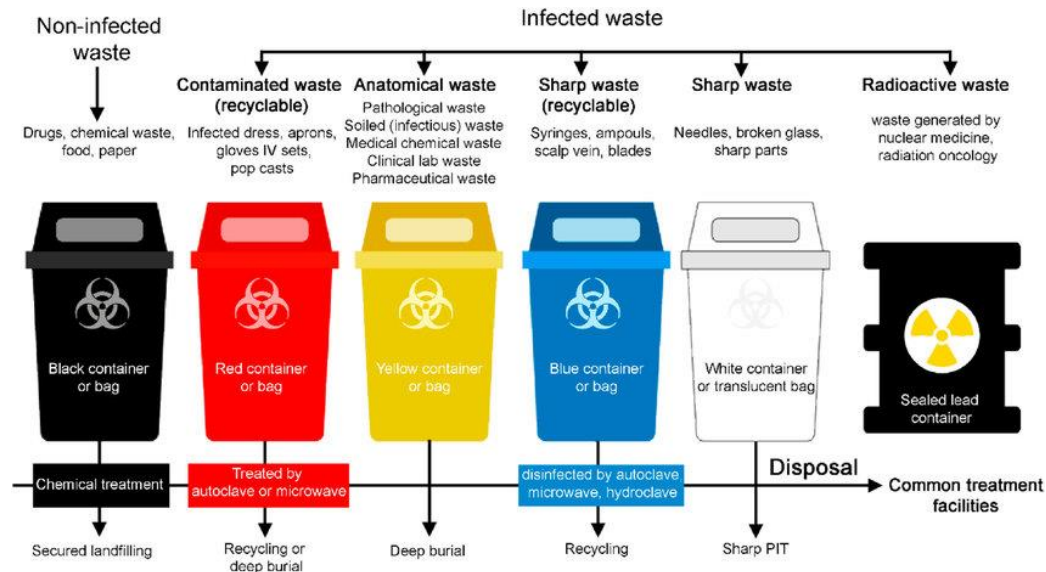 Non-infected
waste
Infected waste
Drugs, chemical waste,
food, paper
Contaminated waste
(recyclable)
Infected dress, aprons,
gloves IV sets,
pop casts
Anatomical waste
Pathological waste
Soiled (infectious) waste
Medical chemical waste
Clinical lab waste
Pharmaceutical waste
Sharp waste
(recyclable)
Syringes, ampouls,
scalp vein, blades
Sharp waste
Needles, broken glass,
sharp parts
Radioactive waste
waste generated by
nuclear medicine,
radiation oncology
Black container
or bag
Red container
or bag
Yellow container
or bag
Blue container
or bag
White container
or translucent bag
Sealed lead
container
Chemical treatment
Treated by
autoclave or microwave
disinfected by autoclave
microwave, hydroclave
Disposal
Common treatment
facilities
Secured landfilling
Recycling or
deep burial
Deep burial
Recycling
Sharp PIT